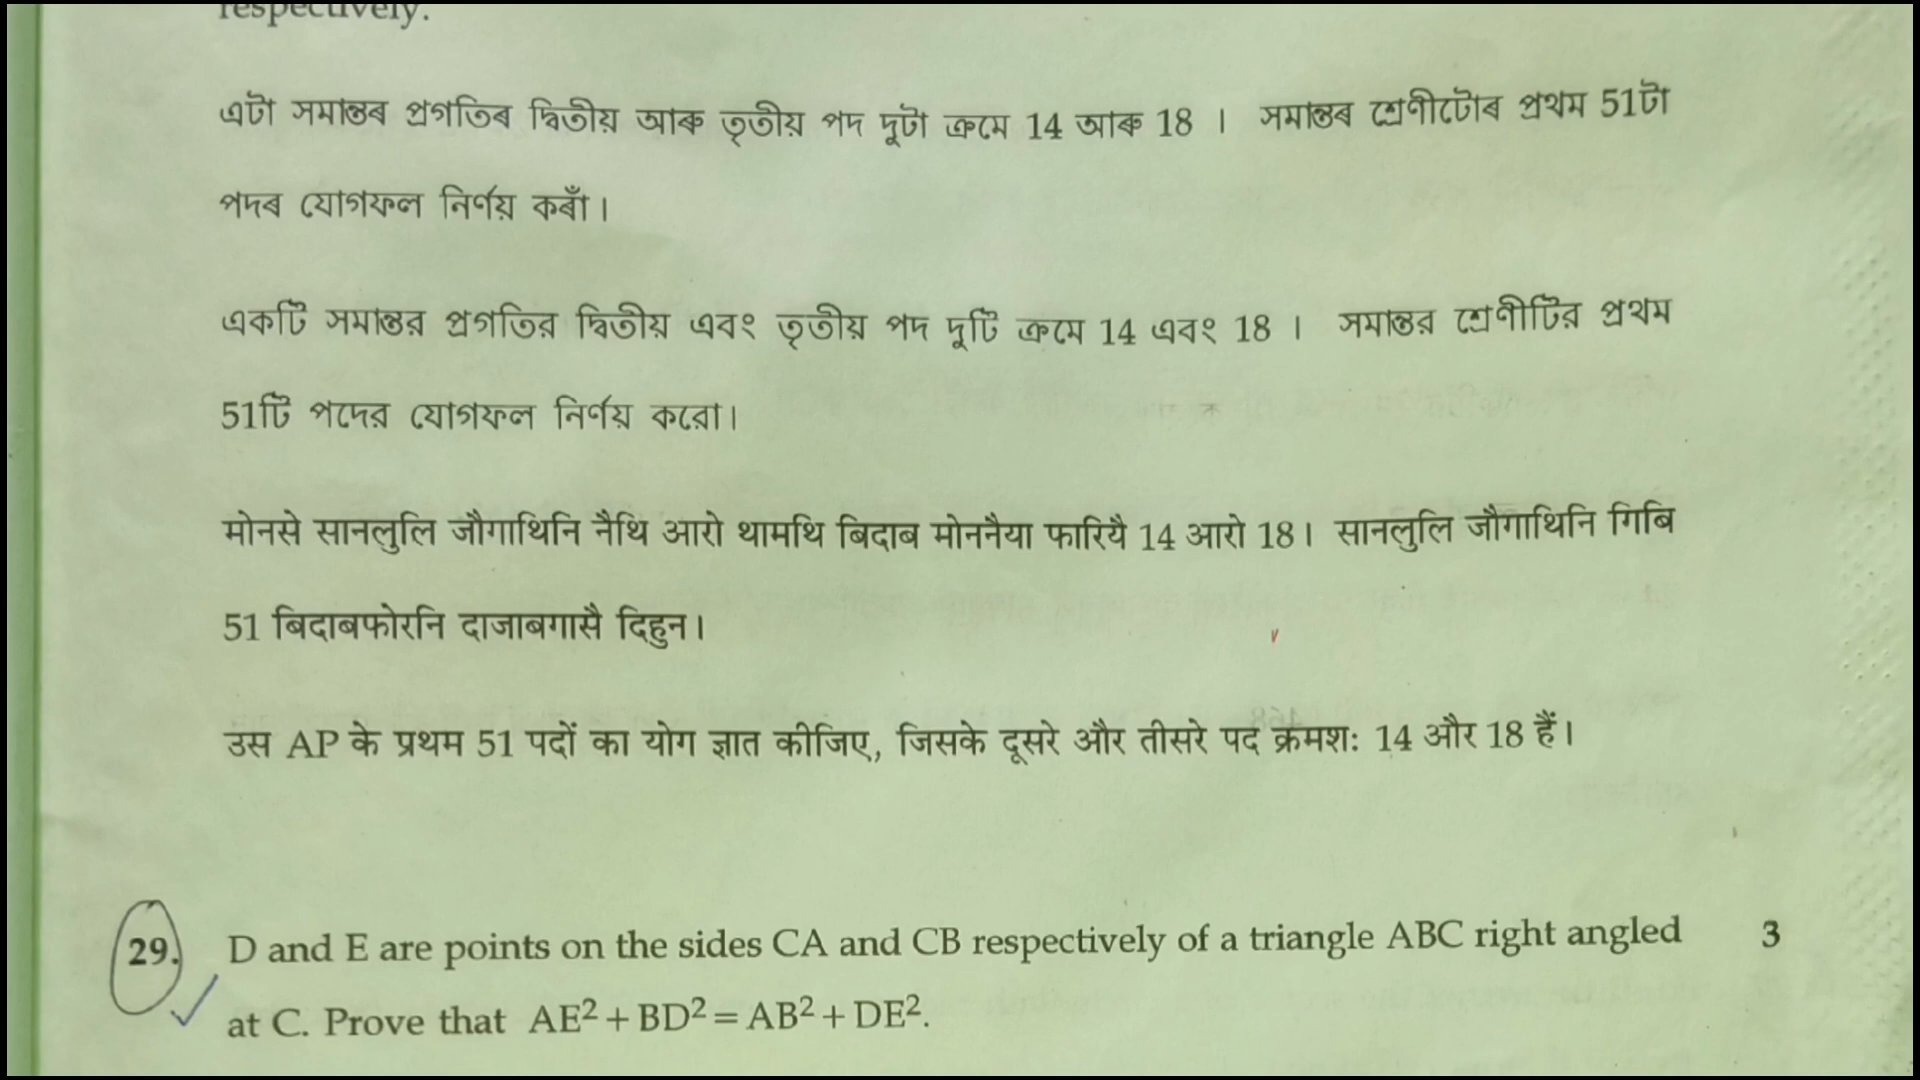 respectively.
এটা সমান্তৰ প্ৰগতিৰ দ্বিতীয় আৰু তৃতীয় পদ দুটা ক্ৰমে 14 আৰু 18 । সমান্তৰ শ্ৰেণীটোৰ প্ৰথম 51টা
পদৰ যোগফল নিৰ্ণয় কৰাঁ।
একটি সমান্তর প্রগতির দ্বিতীয় এবং তৃতীয় পদ দুটি ক্রমে 14 এবং 18 । সমান্তর শ্রেণীটির প্রথম
51টি পদের যোগফল নির্ণয় করো।
मोनसे सानलुलि जौगाथिनि नैथि आरो थामथि बिदाब मोननैया फारियै 14 आरो 18। सानलुलि जौगाथिनि गिबि
51 बिदाबफोरनि दाजाबगासै दिहुन।
उस AP के प्रथम 51 पदों का योग ज्ञात कीजिए, जिसके दूसरे और तीसरे पद क्रमशः 14 और 18 हैं।
29. D and E are points on the sides CA and CB respectively of a triangle ABC right angled 3
at C. Prove that AE² + BD² = AB² + DE².